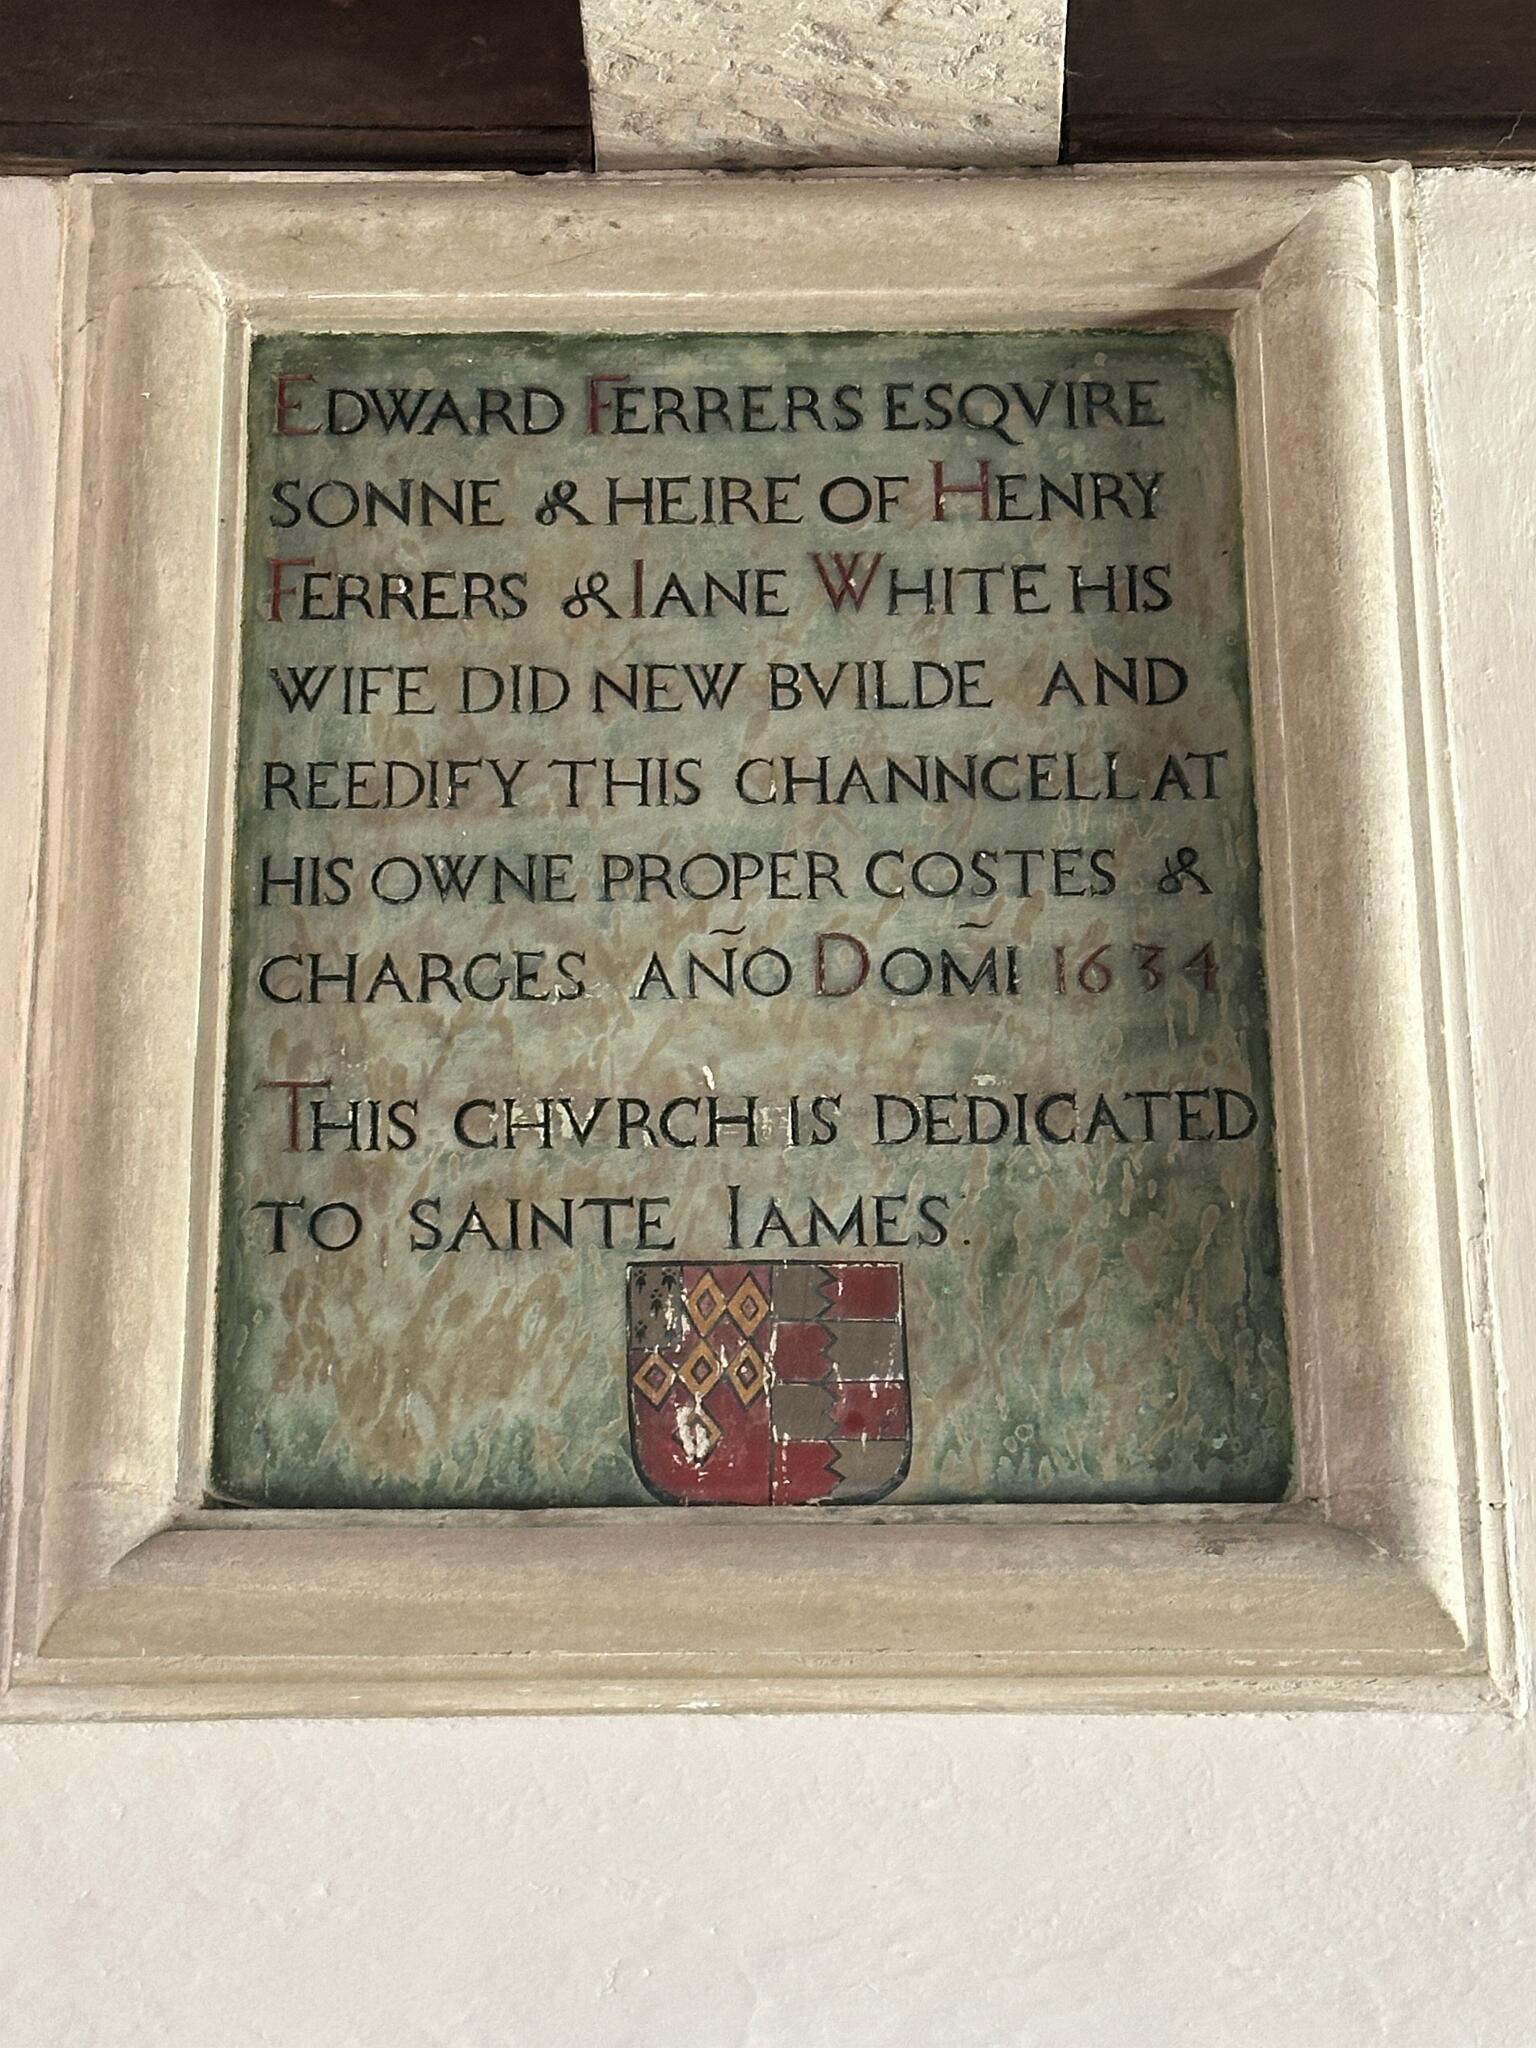 EDWARD FERRERS ESQVIRE
SONNE & HEIRE OF HENRY
FERRERS & IANE WHITE HIS
WIFE DID NEW BVILDE AND
REEDIFY THIS CHANNCELL AT
HIS OWNE PROPER COSTES &
CHARGES AÑO DOM̃I 1634
THIS CHVRCH IS DEDICATED
TO SAINTE IAMES: